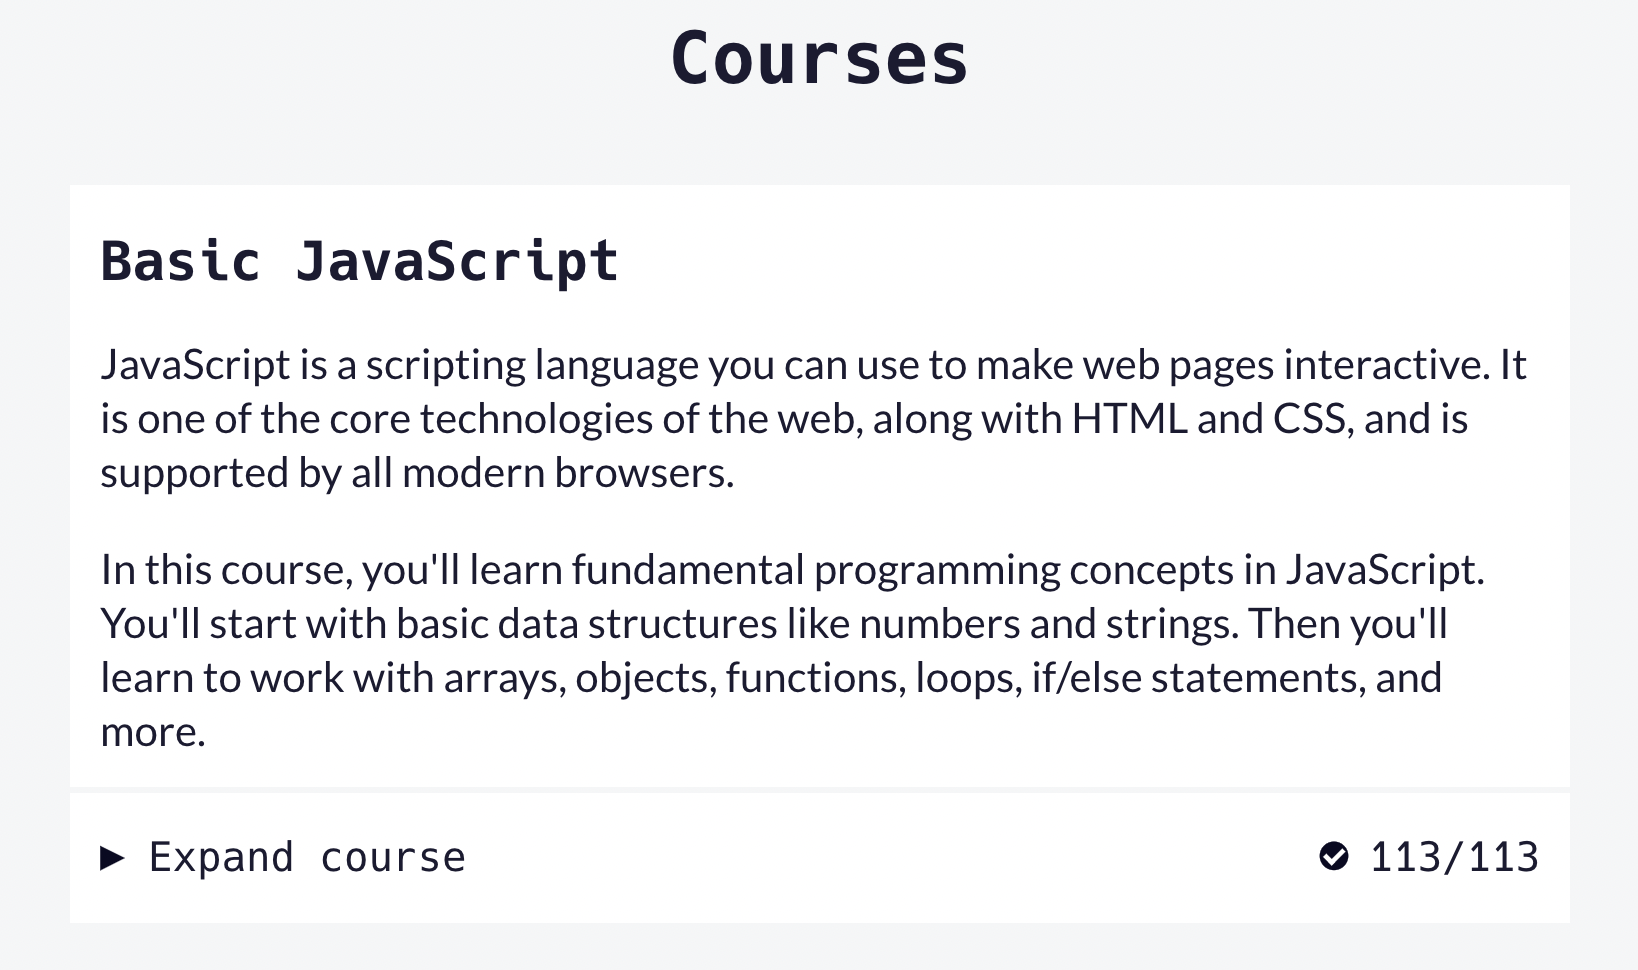 Courses
Basic JavaScript
JavaScript is a scripting language you can use to make web pages interactive. It
is one of the core technologies of the web, along with HTML and CSS, and is
supported by all modern browsers.
In this course, you'll learn fundamental programming concepts in JavaScript.
You'll start with basic data structures like numbers and strings. Then you'll
learn to work with arrays, objects, functions, loops, if/else statements, and
more.
Expand course 113/113